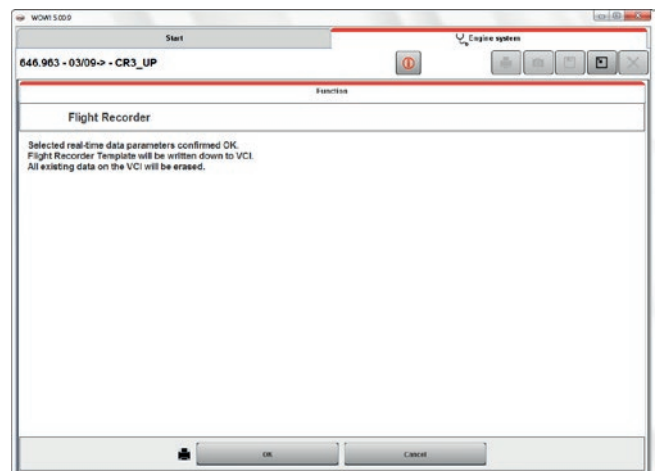 WOW! 5.00.9
Start
Engine system
646.963 - 03/09-> - CR3_UP
Function
Flight Recorder
Selected real-time data parameters confirmed OK.
Flight Recorder Template will be written down to VCI.
All existing data on the VCI will be erased.
OK
Cancel